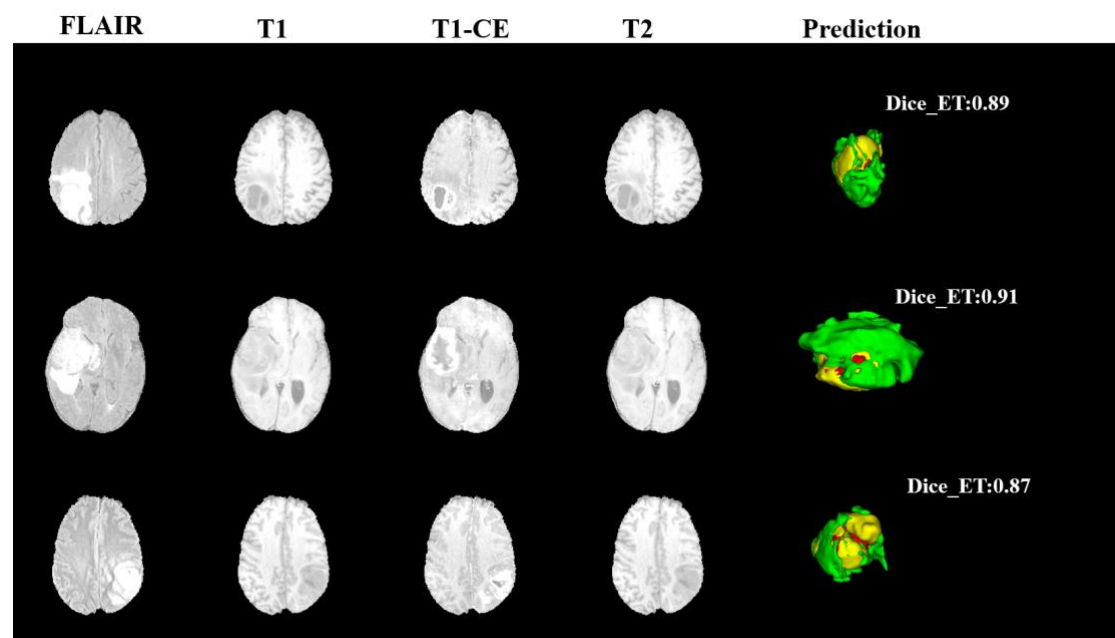 FLAIR T1 T1-CE T2 Prediction
Dice_ET:0.89
Dice_ET:0.91
Dice_ET:0.87